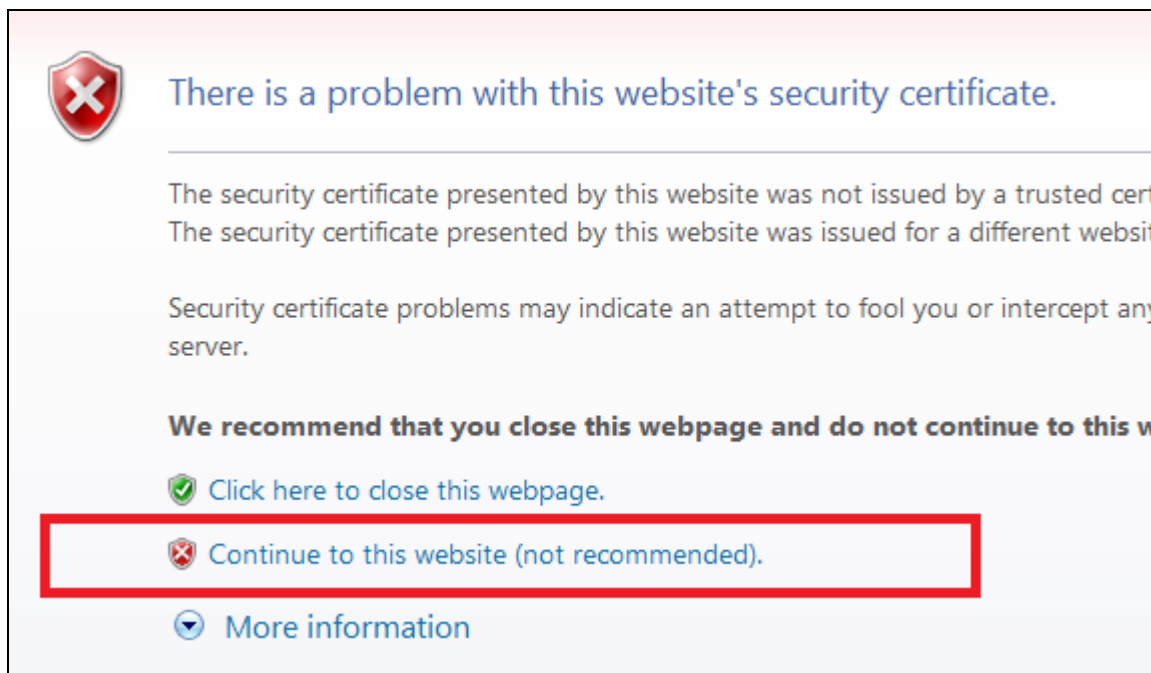 There is a problem with this website's security certificate.
The security certificate presented by this website was not issued by a trusted
The security certificate presented by this website was issued for a different
Security certificate problems may indicate an attempt to fool you or intercept
server.
We recommend that you close this webpage and do not continue to this
Click here to close this webpage.
Continue to this website (not recommended).
More information